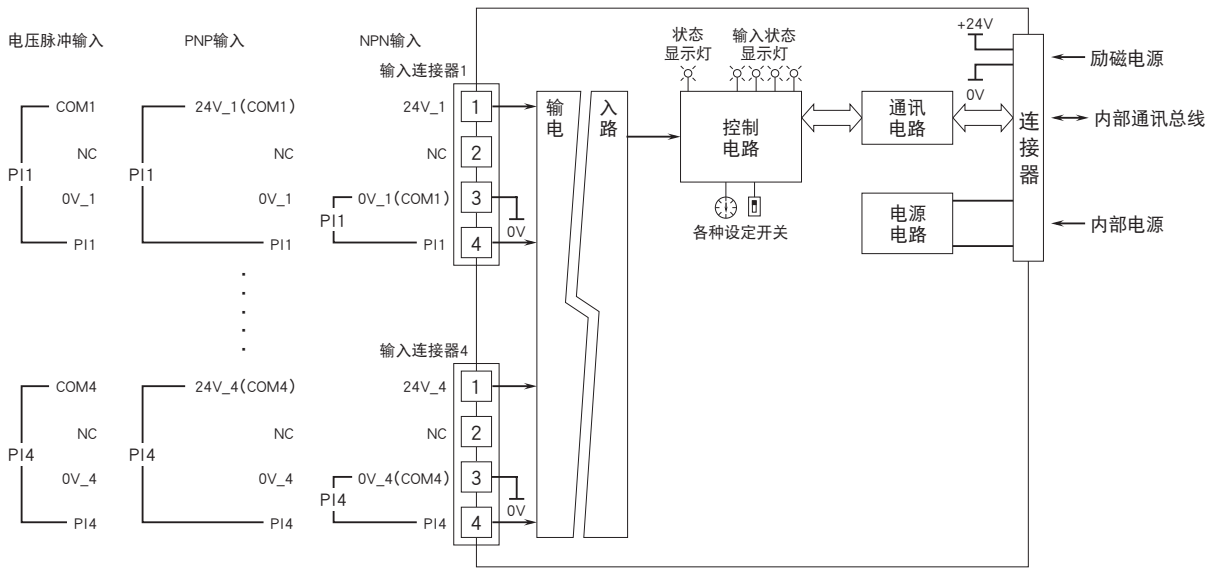 电压脉冲输入
PNP输入
NPN输入
输入连接器1
COM1
24V_1(COM1)
24V_1
1
NC
NC
NC
2
PI1
PI1
0V_1
0V_1
0V_1(COM1)
3
PI1
0V
PI1
PI1
PI1
4
输入连接器4
COM4
24V_4(COM4)
24V_4
1
NC
NC
NC
2
PI4
PI4
0V_4
0V_4
0V_4(COM4)
3
PI4
0V
PI4
PI4
PI4
4
输 入
电 路
状态
显示灯
输入状态
显示灯
控制
电路
各种设定开关
通讯
电路
电源
电路
+24V
0V
连接器
励磁电源
内部通讯总线
内部电源